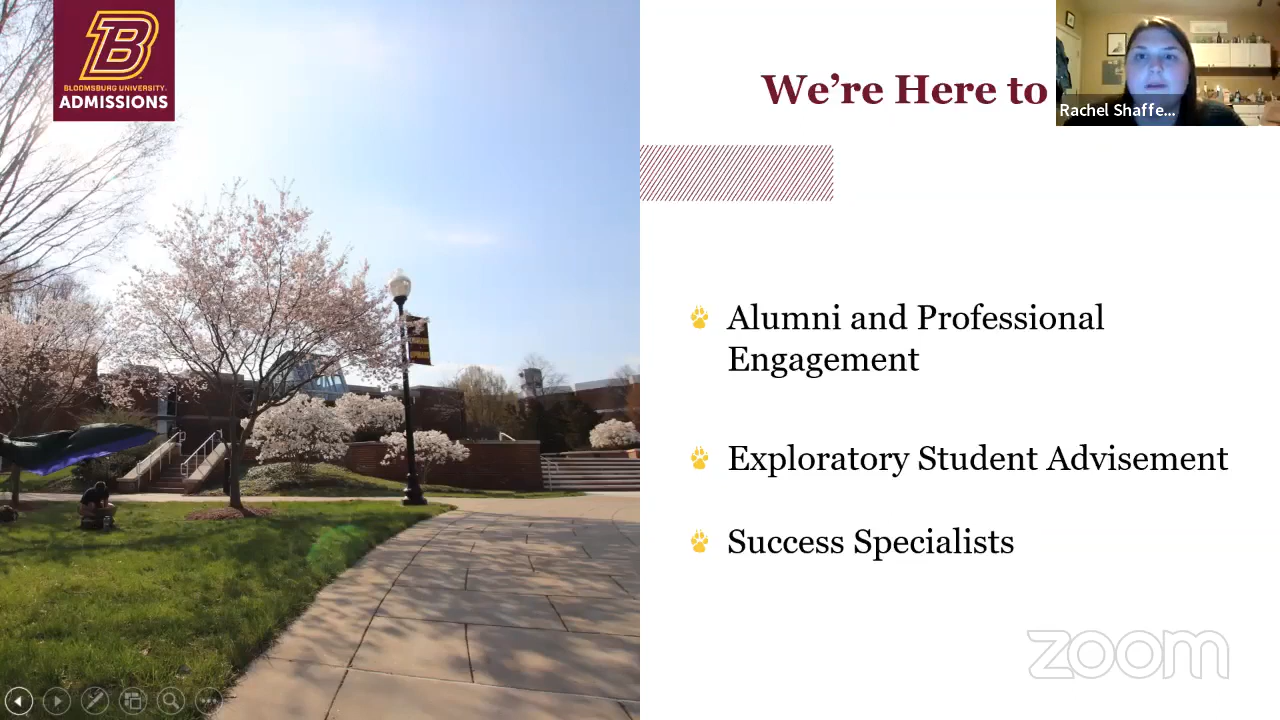 B
BLOOMSBURG UNIVERSITY
ADMISSIONS
We're Here to
Rachel Shaffe...
Alumni and Professional
Engagement
Exploratory Student Advisement
Success Specialists
zoom